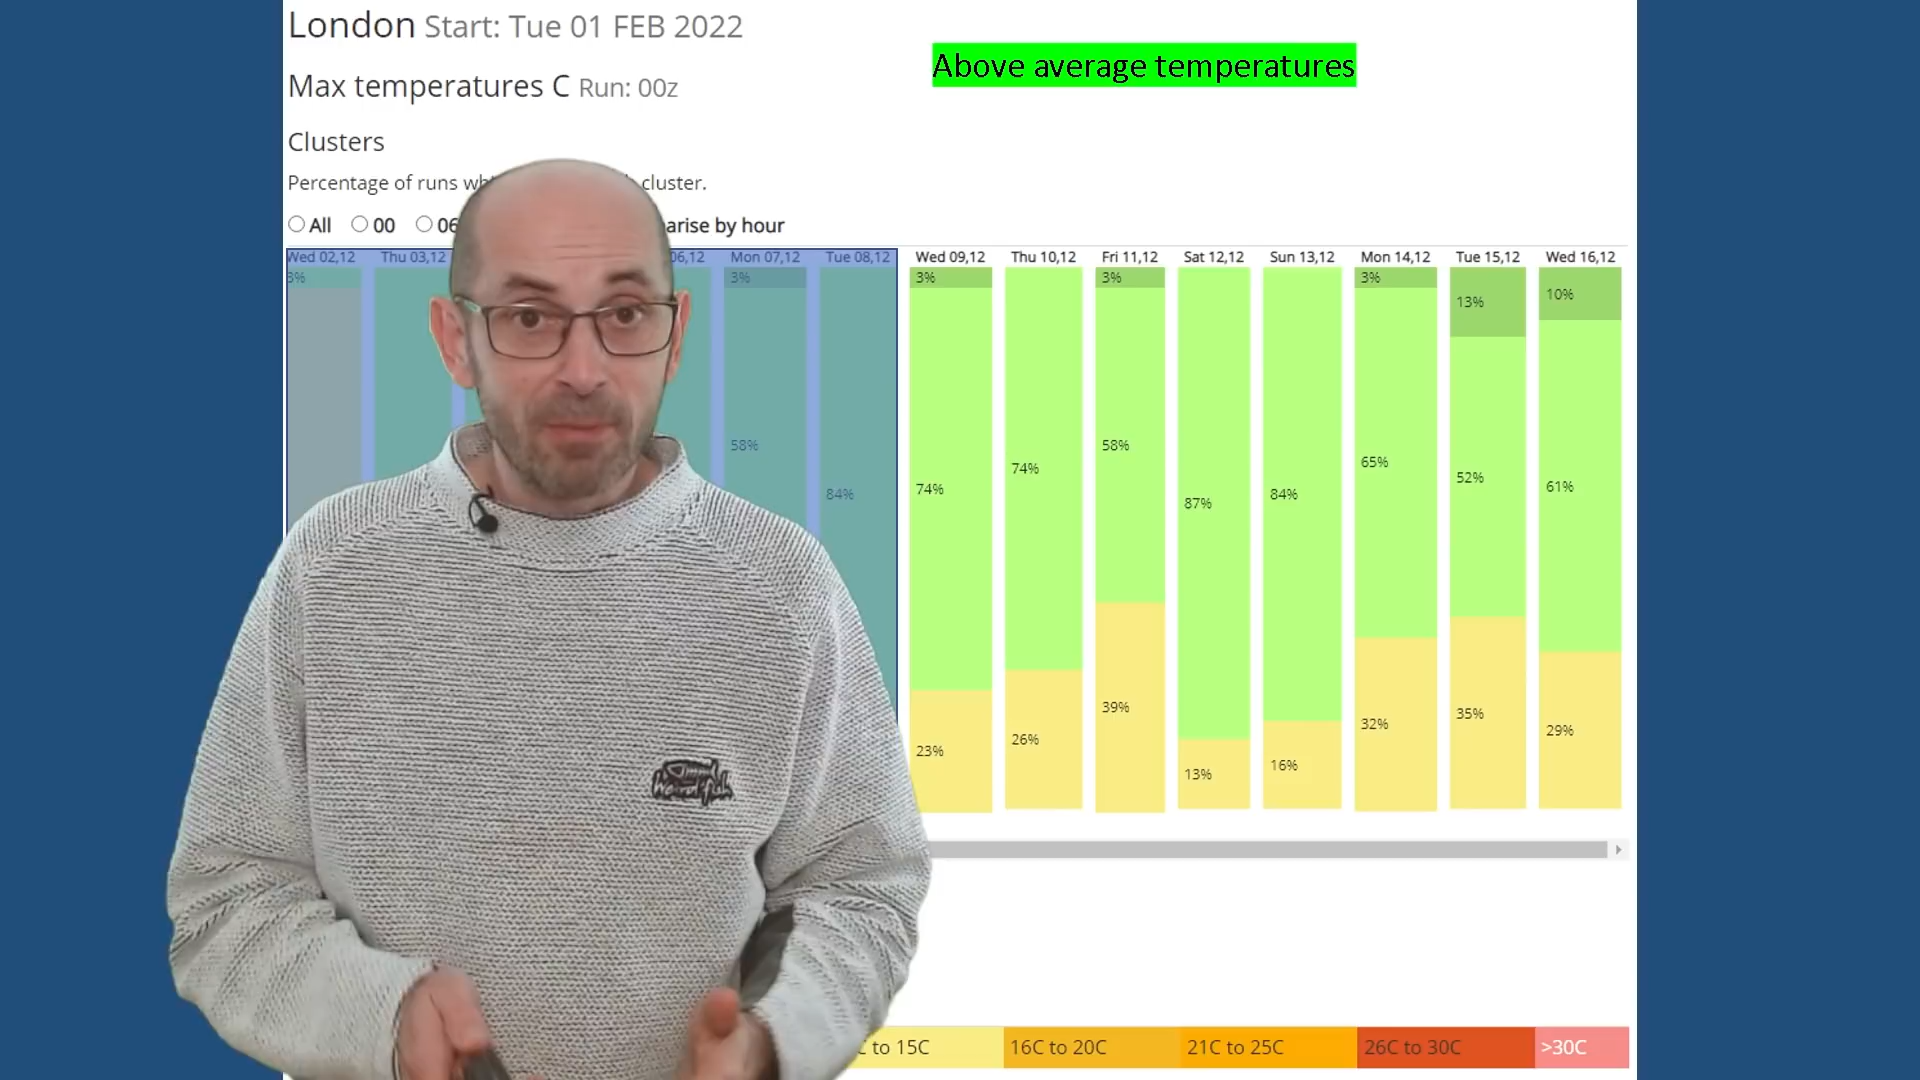 London Start: Tue 01 FEB 2022
Above average temperatures
Max temperatures C Run: 00z
Clusters
Percentage of runs cluster.
All 00 06 by hour
Wed 02,12 Thu 03,12 06,12 Mon 07,12 Tue 08,12 Wed 09,12 Thu 10,12 Fri 11,12 Sat 12,12 Sun 13,12 Mon 14,12 Tue 15,12 Wed 16,12
3% 3% 3% 3% 3% 13% 10%
58% 84% 74% 74% 58% 87% 84% 65% 52% 61%
23% 26% 39% 13% 16% 32% 35% 29%
Weird fish
to 15C 16C to 20C 21C to 25C 26C to 30C >30C